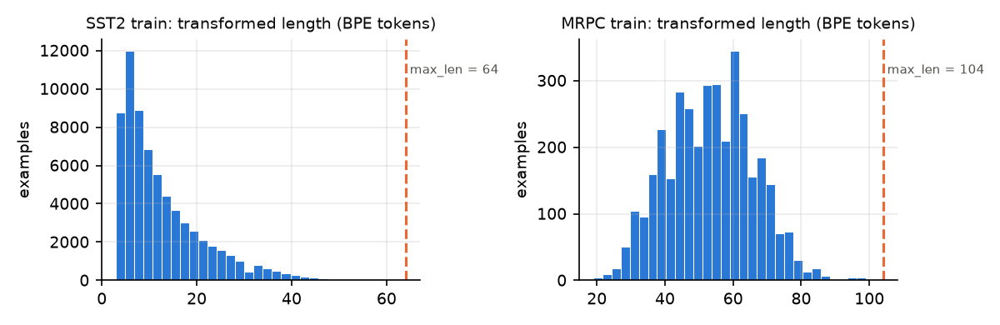 SST2 train: transformed length (BPE tokens)
examples
12000
10000
8000
6000
4000
2000
0
0 20 40 60
max_len = 64
MRPC train: transformed length (BPE tokens)
examples
300
200
100
0
20 40 60 80 100
max_len = 104